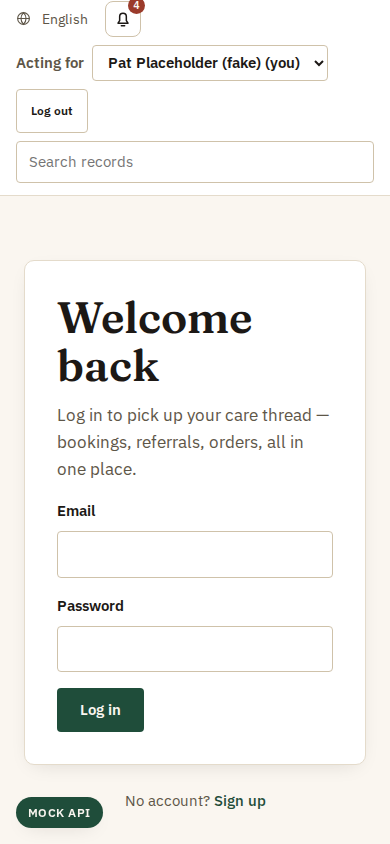 English
4
Acting for Pat Placeholder (fake) (you)
Log out
Search records
Welcome
back
Log in to pick up your care thread —
bookings, referrals, orders, all in
one place.
Email
Password
Log in
No account? Sign up
MOCK API